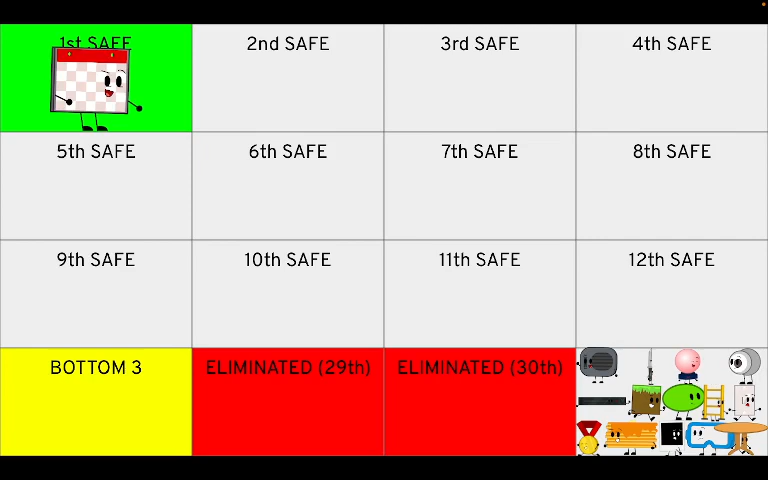 1st SAFE
2nd SAFE
3rd SAFE
4th SAFE
5th SAFE
6th SAFE
7th SAFE
8th SAFE
9th SAFE
10th SAFE
11th SAFE
12th SAFE
BOTTOM 3
ELIMINATED (29th)
ELIMINATED (30th)